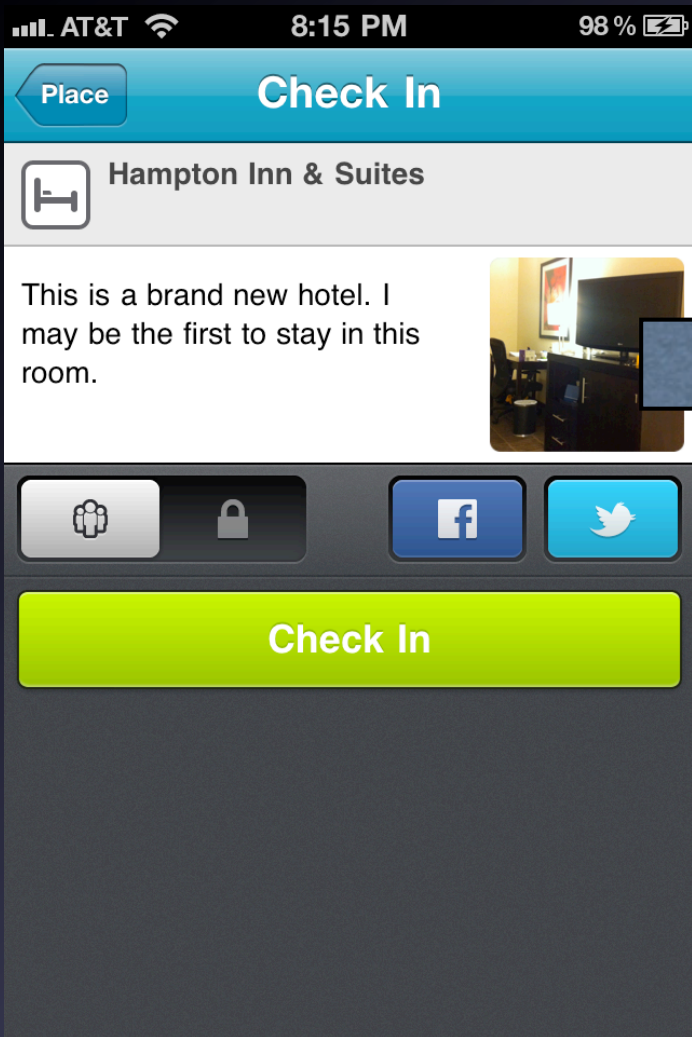 AT&T 8:15 PM 98%
Place Check In
Hampton Inn & Suites
This is a brand new hotel. I
may be the first to stay in this
room.
f
Check In